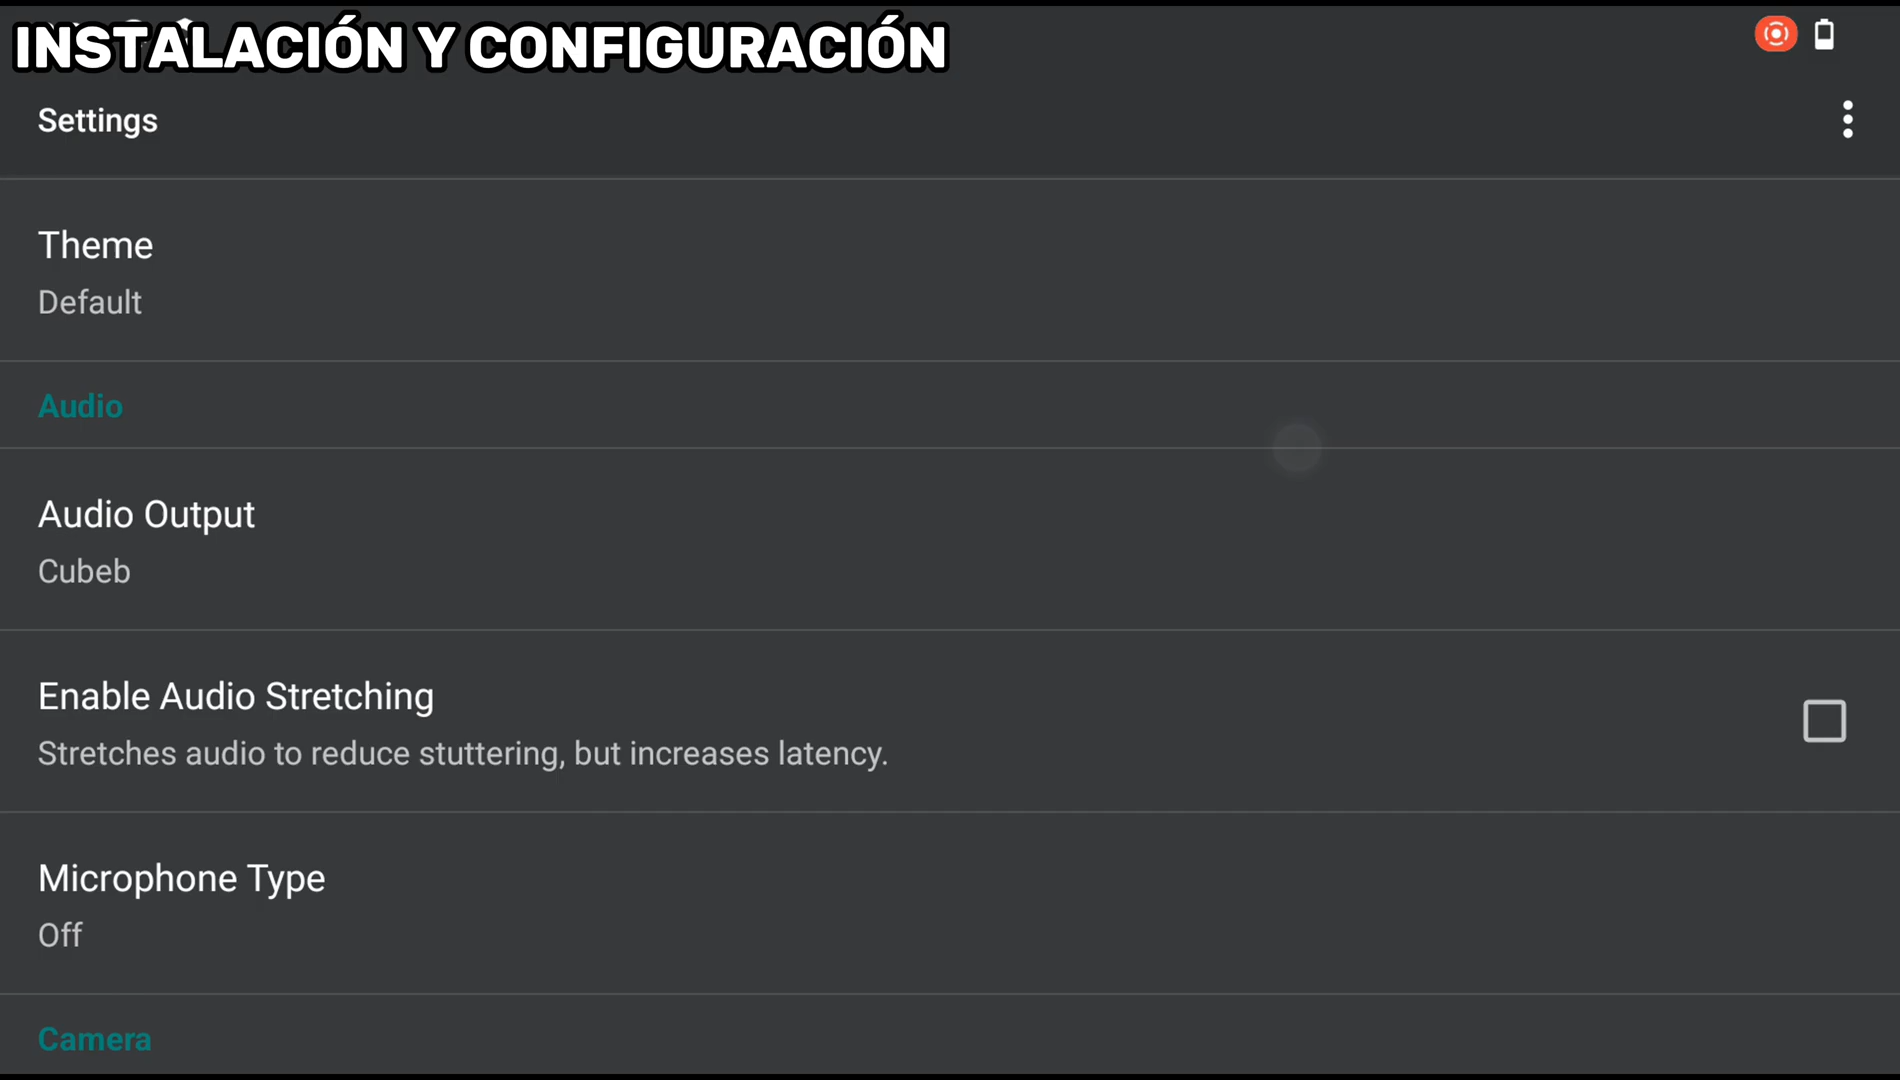 INSTALACIÓN Y CONFIGURACIÓN
Settings
Theme
Default
Audio
Audio Output
Cubeb
Enable Audio Stretching
Stretches audio to reduce stuttering, but increases latency.
Microphone Type
Off
Camera